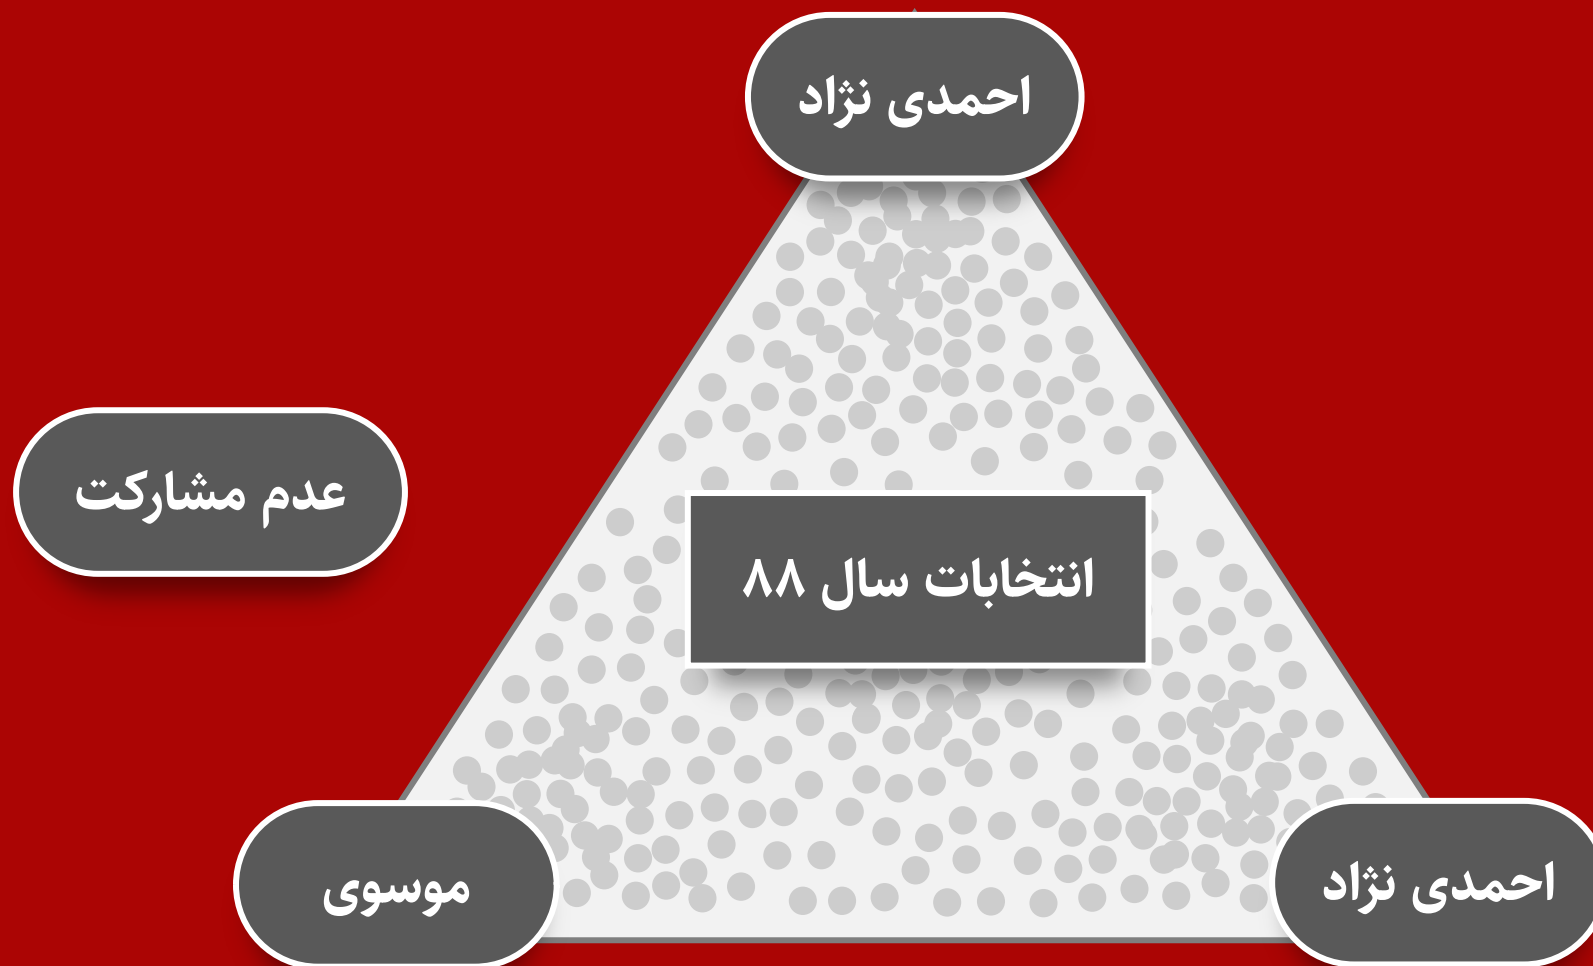 احمدی نژاد
عدم مشارکت
انتخابات سال ۸۸
موسوی
احمدی نژاد